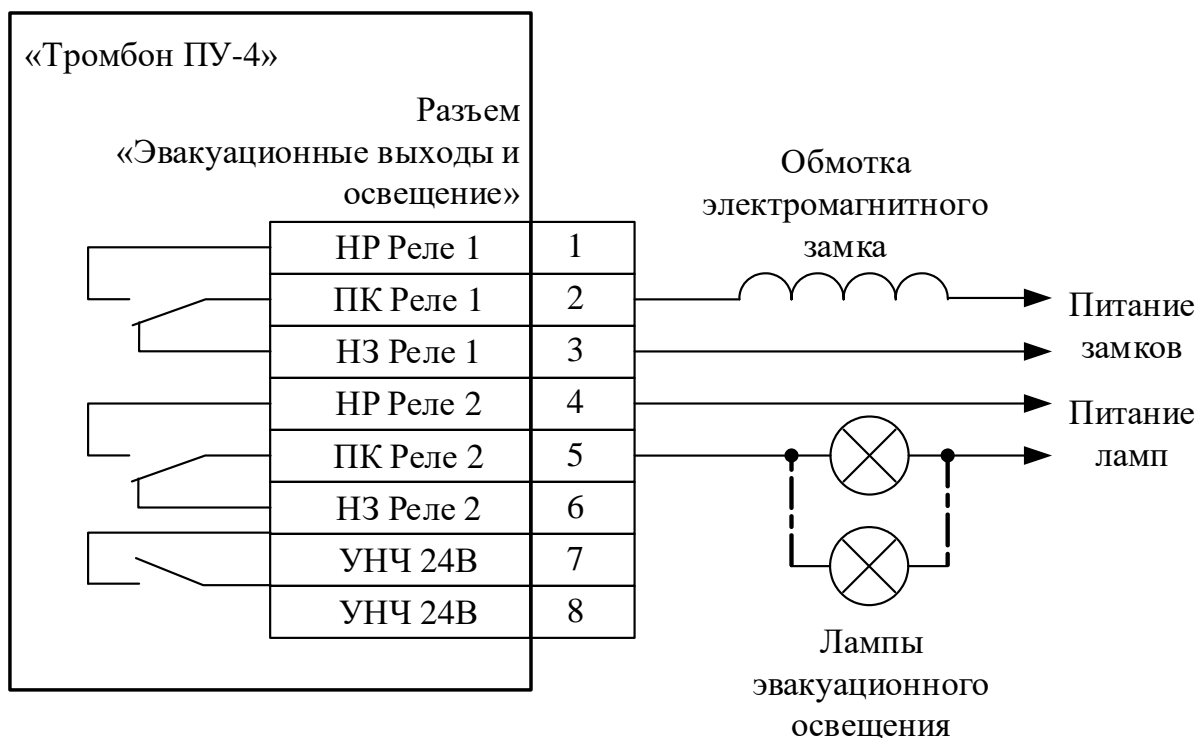 «Тромбон ПУ-4»
Разъем
«Эвакуационные выходы и
освещение»
НР Реле 1 1
ПК Реле 1 2
НЗ Реле 1 3
НР Реле 2 4
ПК Реле 2 5
НЗ Реле 2 6
УНЧ 24В 7
УНЧ 24В 8
Обмотка
электромагнитного
замка
Питание
замков
Питание
ламп
Лампы
эвакуационного
освещения